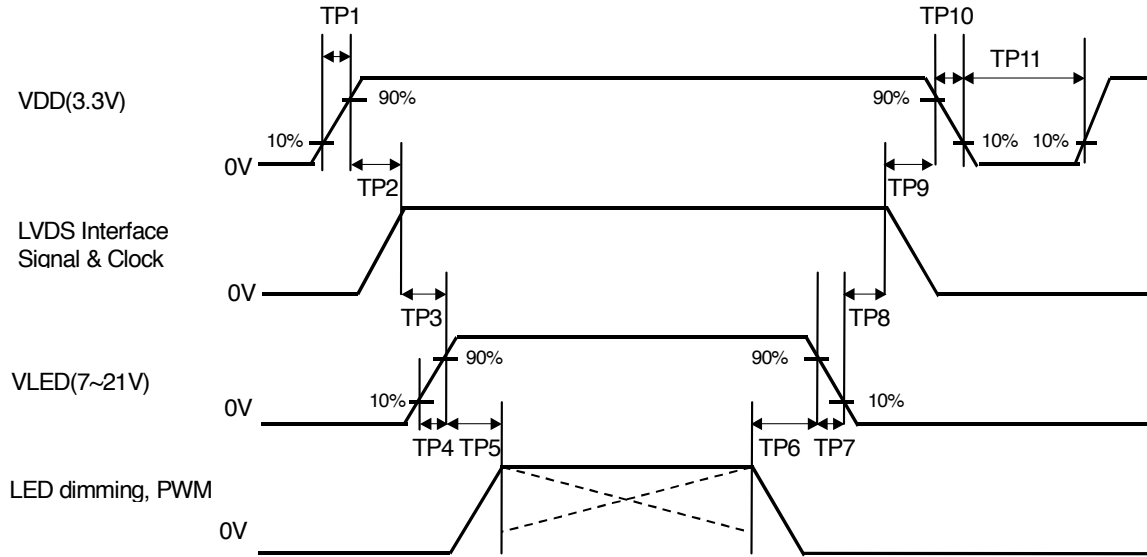 TP1
TP10
TP11
VDD(3.3V)
90%
90%
10%
10%
10%
0V
TP2
TP9
LVDS Interface
Signal & Clock
0V
TP3
TP8
VLED(7~21V)
90%
90%
10%
10%
0V
TP4
TP5
TP6
TP7
LED dimming, PWM
0V